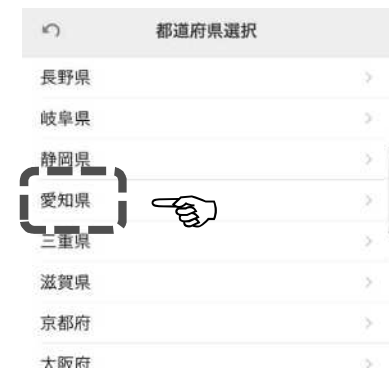 都道府県選択
長野県
岐阜県
静岡県
愛知県
三重県
滋賀県
京都府
大阪府